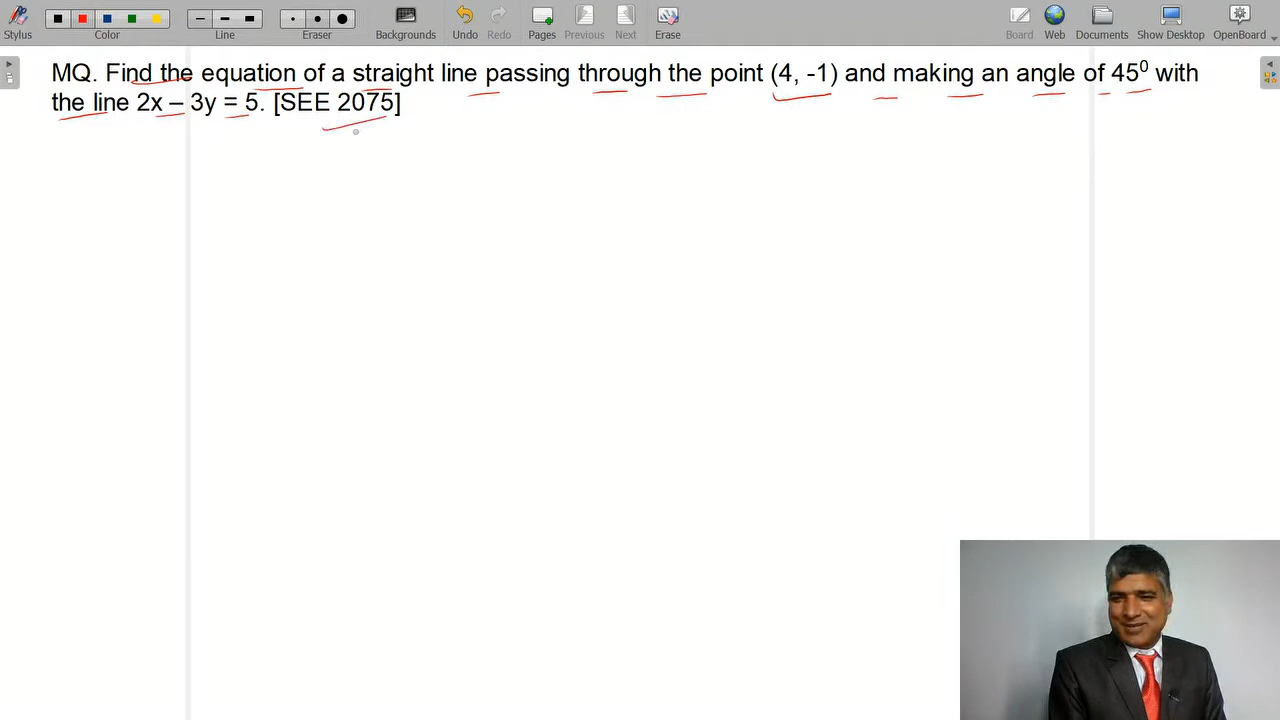 Stylus Color Line Eraser Backgrounds Undo Redo Pages Previous Next Erase Board Web Documents Show Desktop OpenBoard
MQ. Find the equation of a straight line passing through the point (4, -1) and making an angle of 45⁰ with
the line 2x – 3y = 5. [SEE 2075]